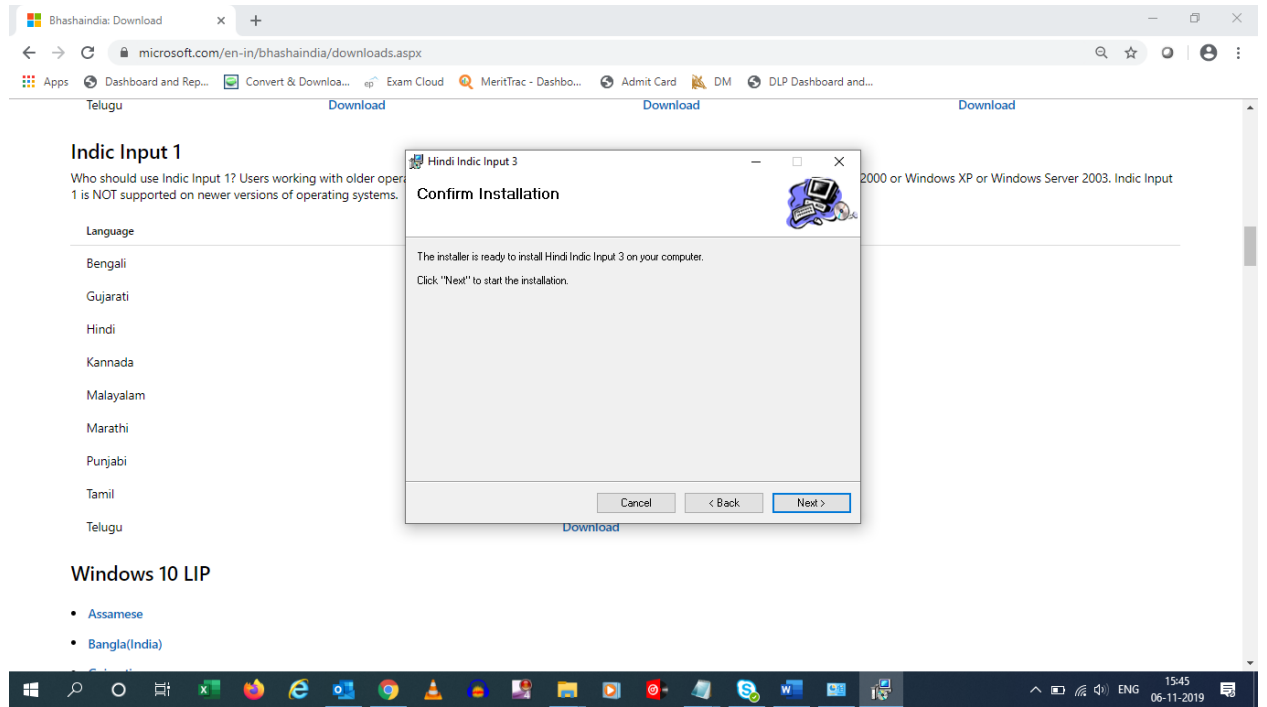 Bhashaindia: Download
microsoft.com/en-in/bhashaindia/downloads.aspx
Apps Dashboard and Rep... Convert & Downloa... ep Exam Cloud MeritTrac - Dashbo... Admit Card DM DLP Dashboard and...
Telugu Download Download Download
Indic Input 1
Who should use Indic Input 1? Users working with older opera 2000 or Windows XP or Windows Server 2003. Indic Input
1 is NOT supported on newer versions of operating systems.
Language
Bengali
Gujarati
Hindi
Kannada
Malayalam
Marathi
Punjabi
Tamil
Telugu Download
Hindi Indic Input 3
Confirm Installation
The installer is ready to install Hindi Indic Input 3 on your computer.
Click "Next" to start the installation.
Cancel < Back Next >
Windows 10 LIP
• Assamese
• Bangla(India)
ENG
15:45
06-11-2019